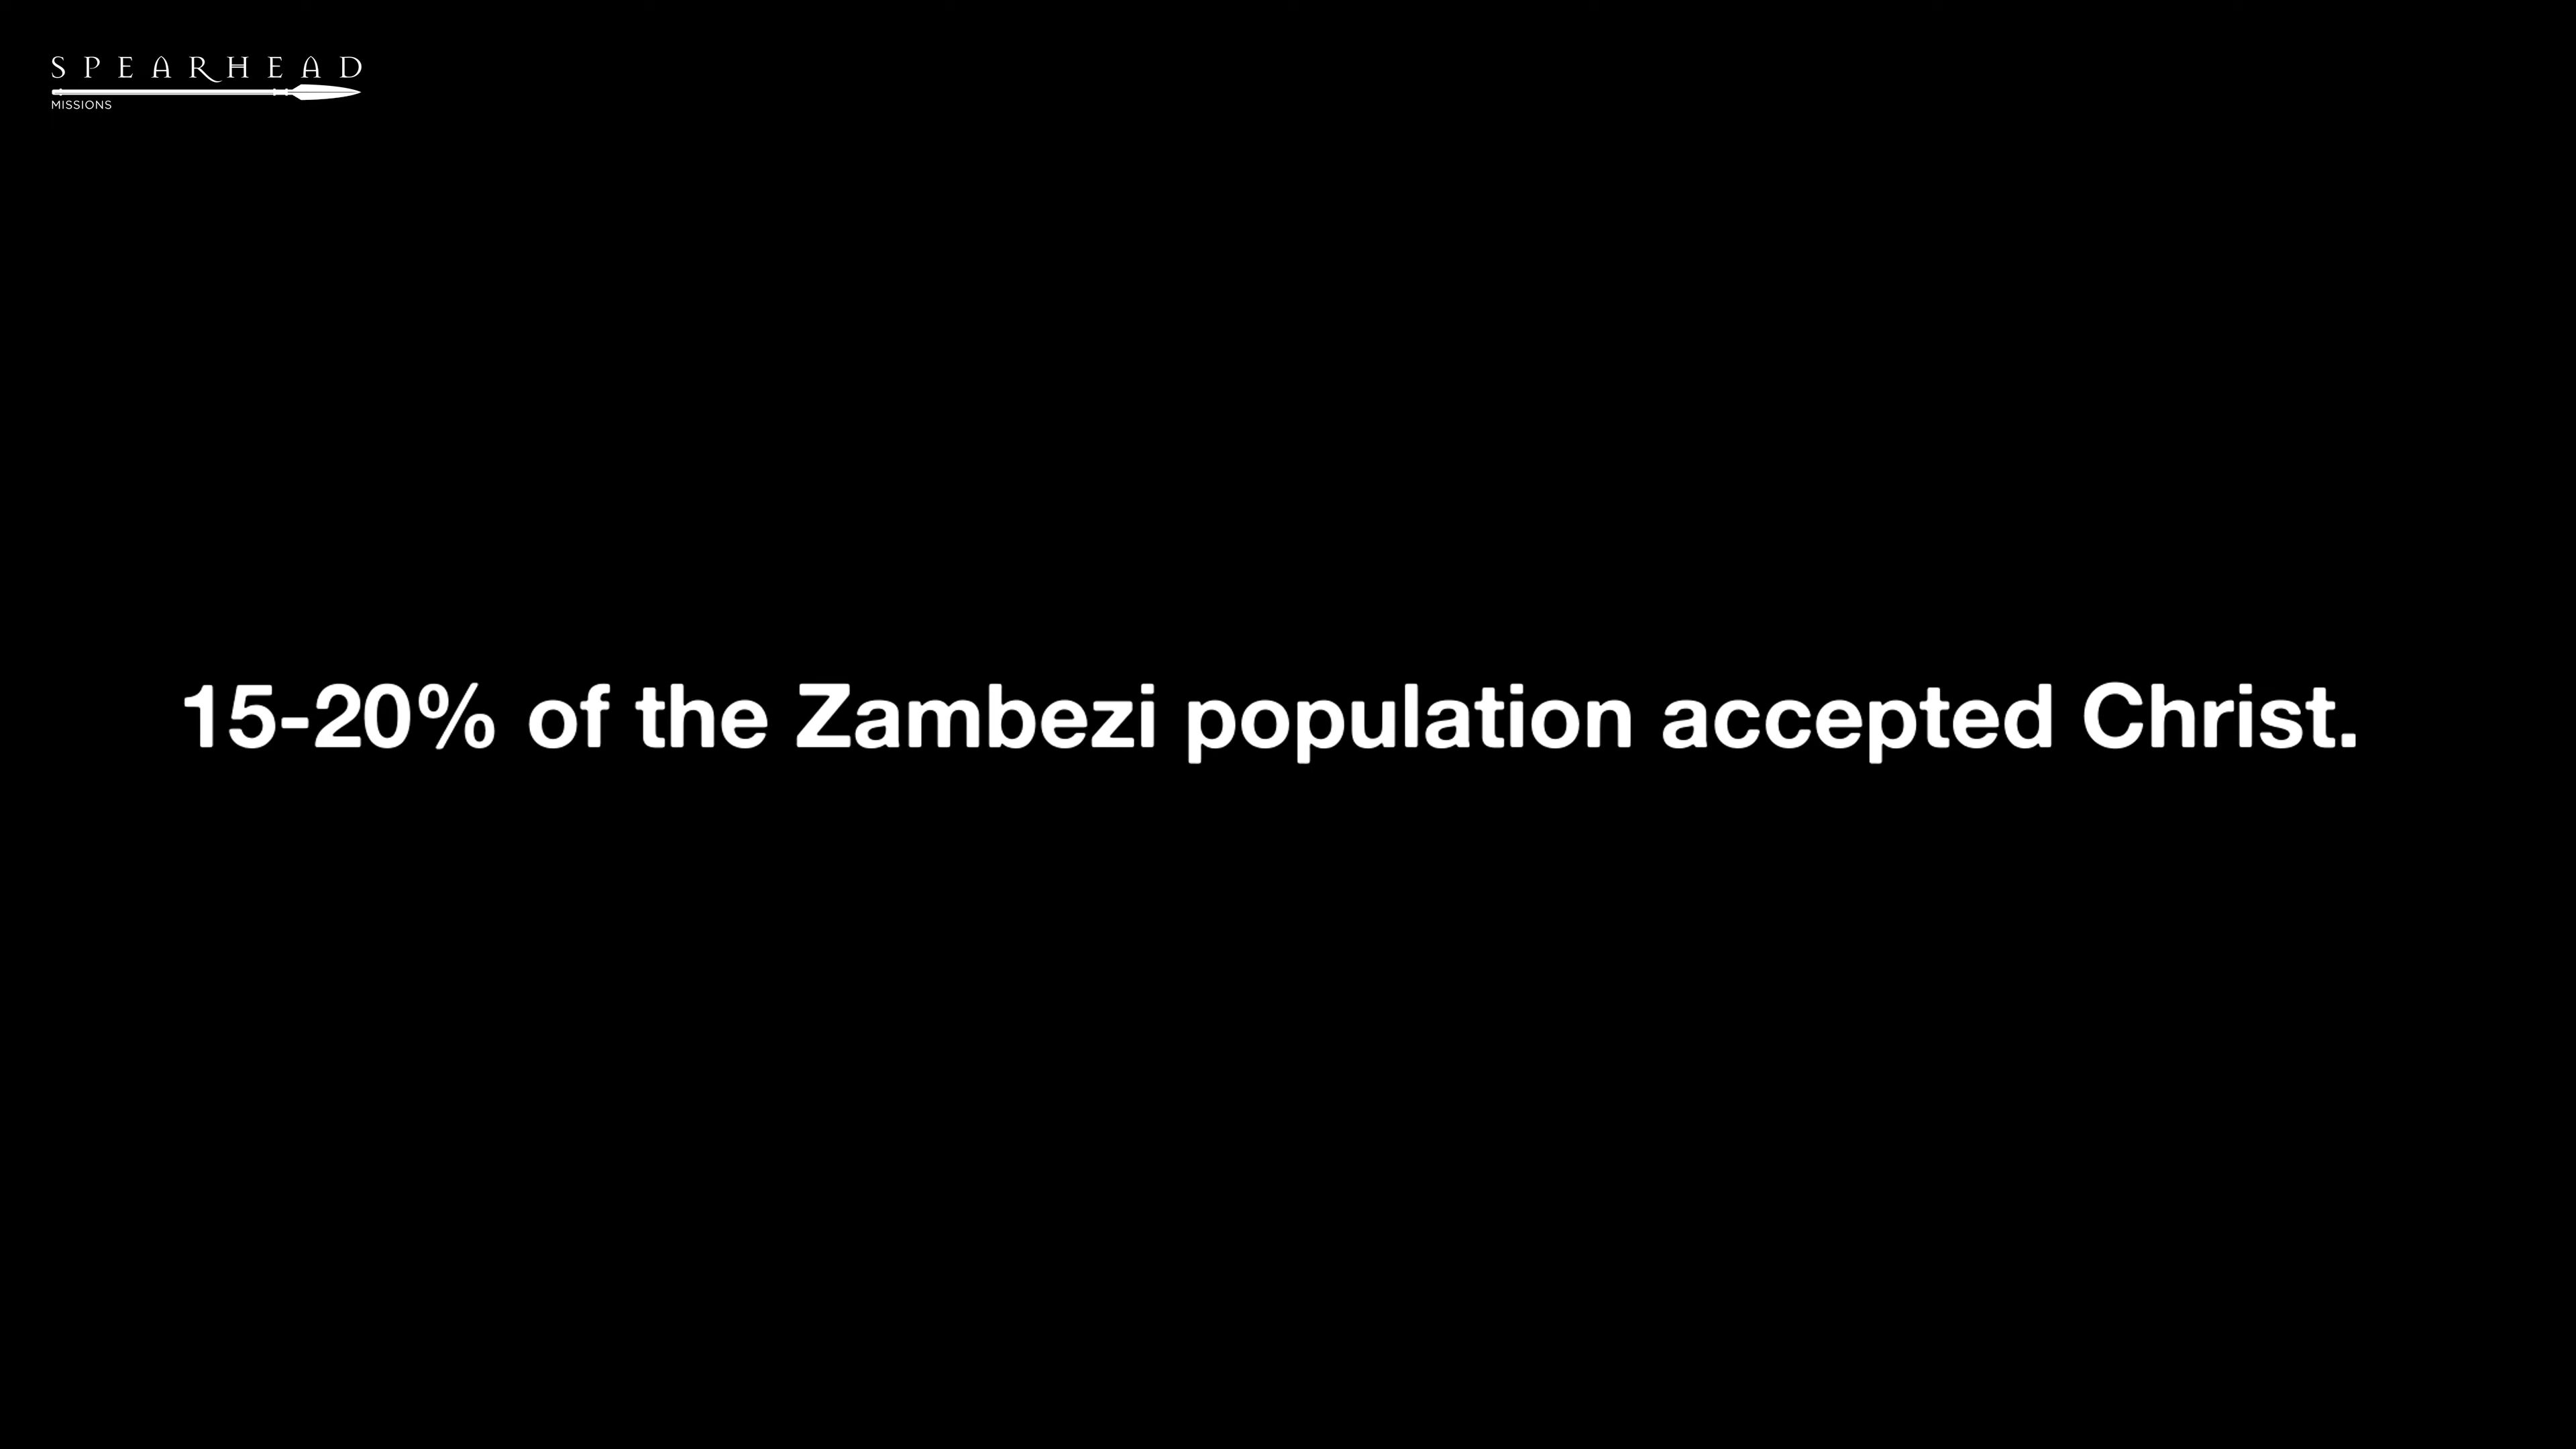 SPEARHEAD
MISSIONS
15-20% of the Zambezi population accepted Christ.